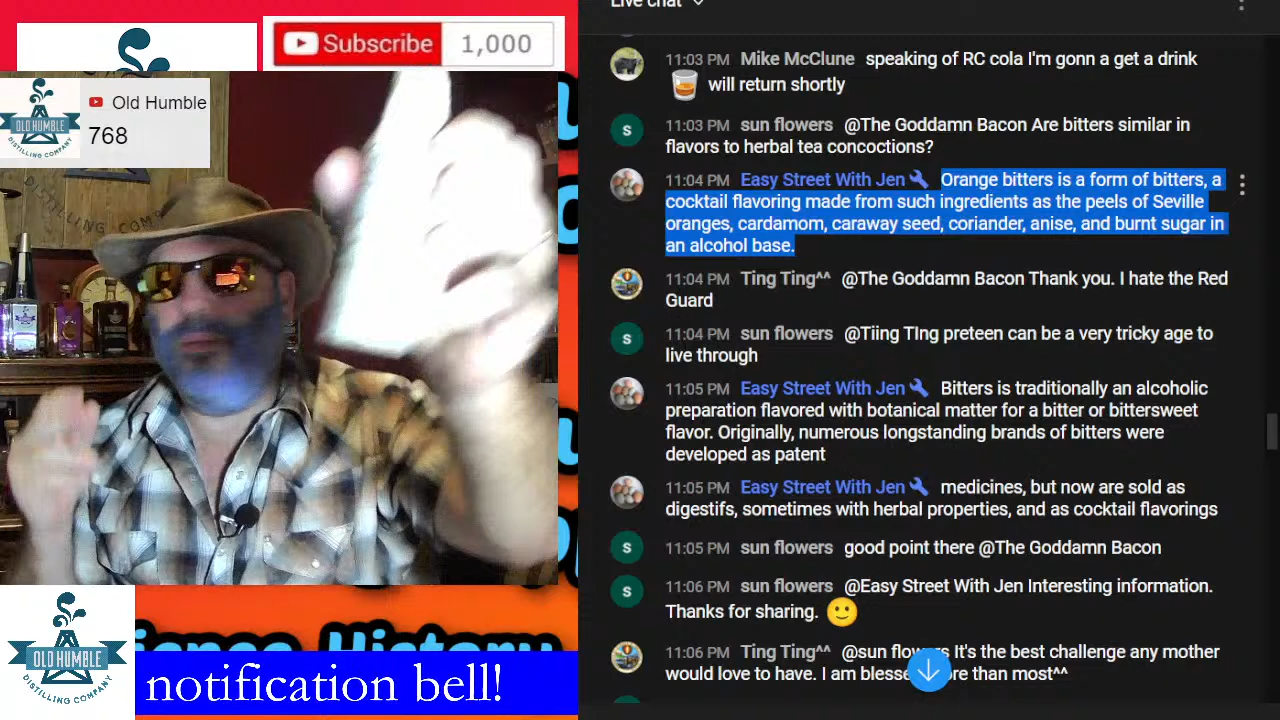 Subscribe
1,000
Old Humble
768
OLD HUMBLE
DISTILLING COMPANY
DISTILLING COM
OLD HUMBLE
DISTILLING COMPANY
notification bell!
Live chat
11:03 PM Mike McClune speaking of RC cola I'm gonn a get a drink
🥃 will return shortly
S
11:03 PM sun flowers @The Goddamn Bacon Are bitters similar in
flavors to herbal tea concoctions?
11:04 PM Easy Street With Jen Orange bitters is a form of bitters, a
cocktail flavoring made from such ingredients as the peels of Seville
oranges, cardamom, caraway seed, coriander, anise, and burnt sugar in
an alcohol base.
11:04 PM Ting Ting^^ @The Goddamn Bacon Thank you. I hate the Red
Guard
S
11:04 PM sun flowers @Tiing TIng preteen can be a very tricky age to
live through
11:05 PM Easy Street With Jen Bitters is traditionally an alcoholic
preparation flavored with botanical matter for a bitter or bittersweet
flavor. Originally, numerous longstanding brands of bitters were
developed as patent
11:05 PM Easy Street With Jen medicines, but now are sold as
digestifs, sometimes with herbal properties, and as cocktail flavorings
S
11:05 PM sun flowers good point there @The Goddamn Bacon
S
11:06 PM sun flowers @Easy Street With Jen Interesting information.
Thanks for sharing. 🙂
11:06 PM Ting Ting^^ @sun flowers It's the best challenge any mother
would love to have. I am blesse re than most^^